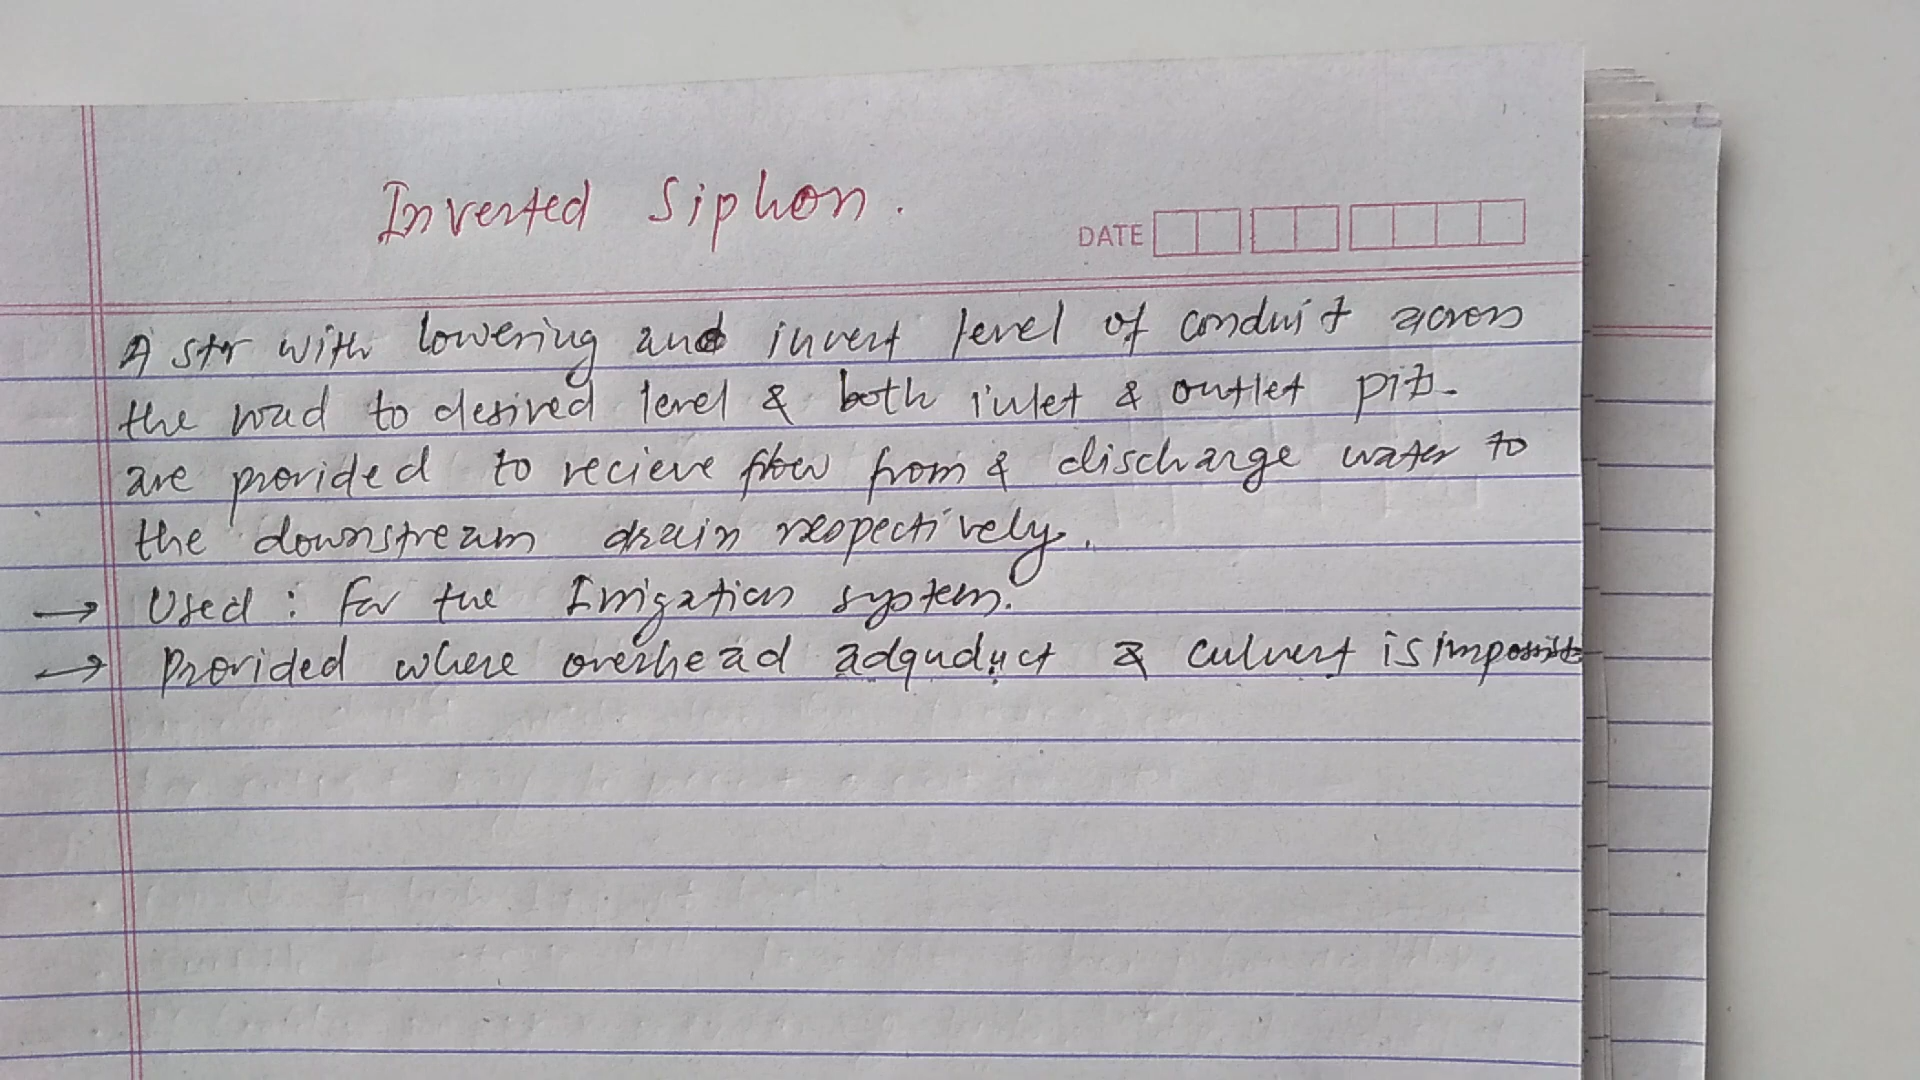 Inverted Siphon.
DATE
A str with lowering and invert level of conduit across
the road to desired level & both inlet & outlet pit
are provided to recieve flow from & discharge water to
the downstream drain respectively.
→ Used : For the Irrigation system.
→ Provided where overhead adquduct & culvert is impossible